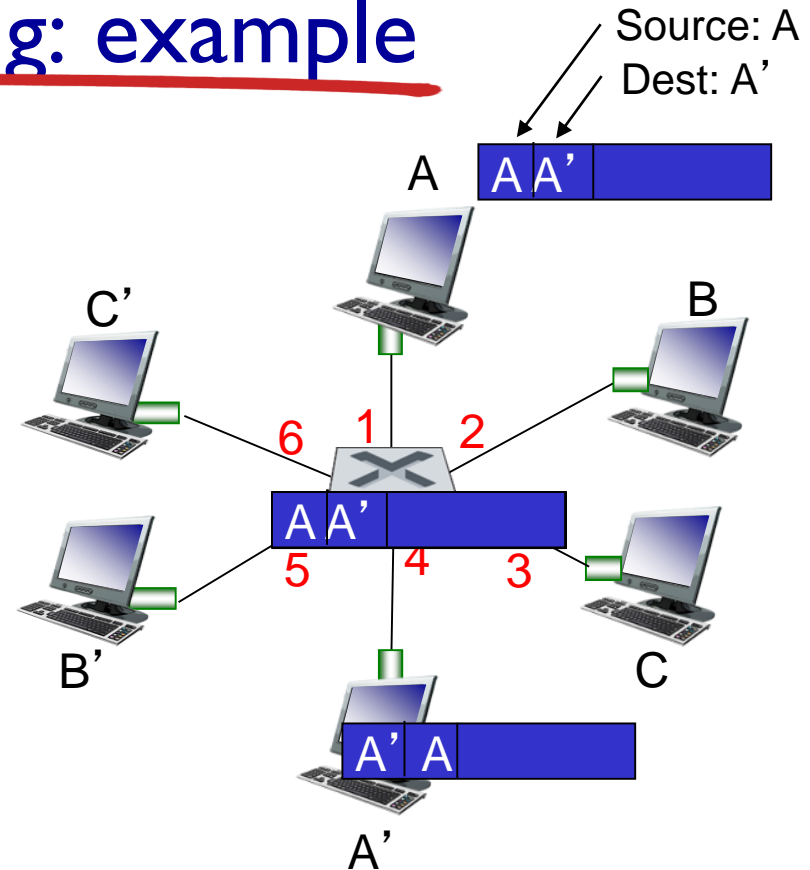 g: example
Source: A
Dest: A’
A
A A’
C’
B
6
1
2
A A’
5
4
3
B’
C
A’ A
A’